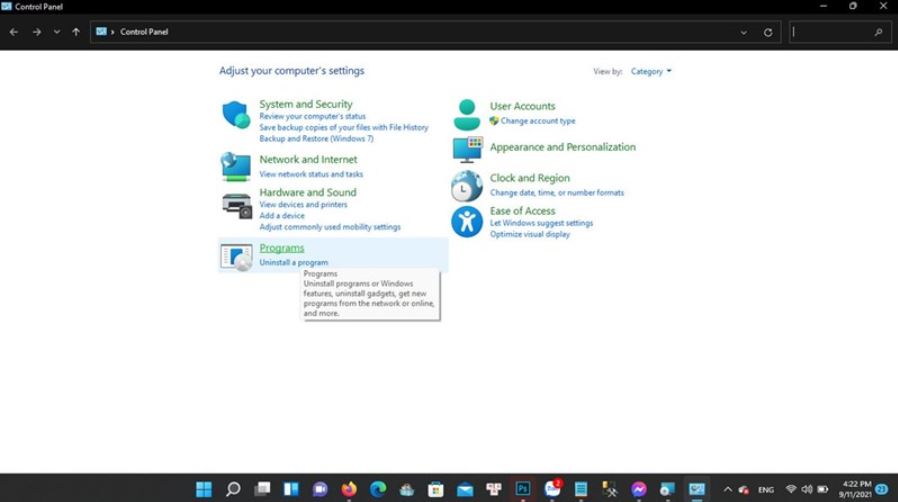 Control Panel
Control Panel
Adjust your computer's settings
View by: Category
System and Security
Review your computer's status
Save backup copies of your files with File History
Backup and Restore (Windows 7)
Network and Internet
View network status and tasks
Hardware and Sound
View devices and printers
Add a device
Adjust commonly used mobility settings
Programs
Uninstall a program
Programs
Uninstall programs or Windows
features, uninstall gadgets, get new
programs from the network or online,
and more.
User Accounts
Change account type
Appearance and Personalization
Clock and Region
Change date, time, or number formats
Ease of Access
Let Windows suggest settings
Optimize visual display
Ps
2
ENG
4:22 PM
9/11/2021
23